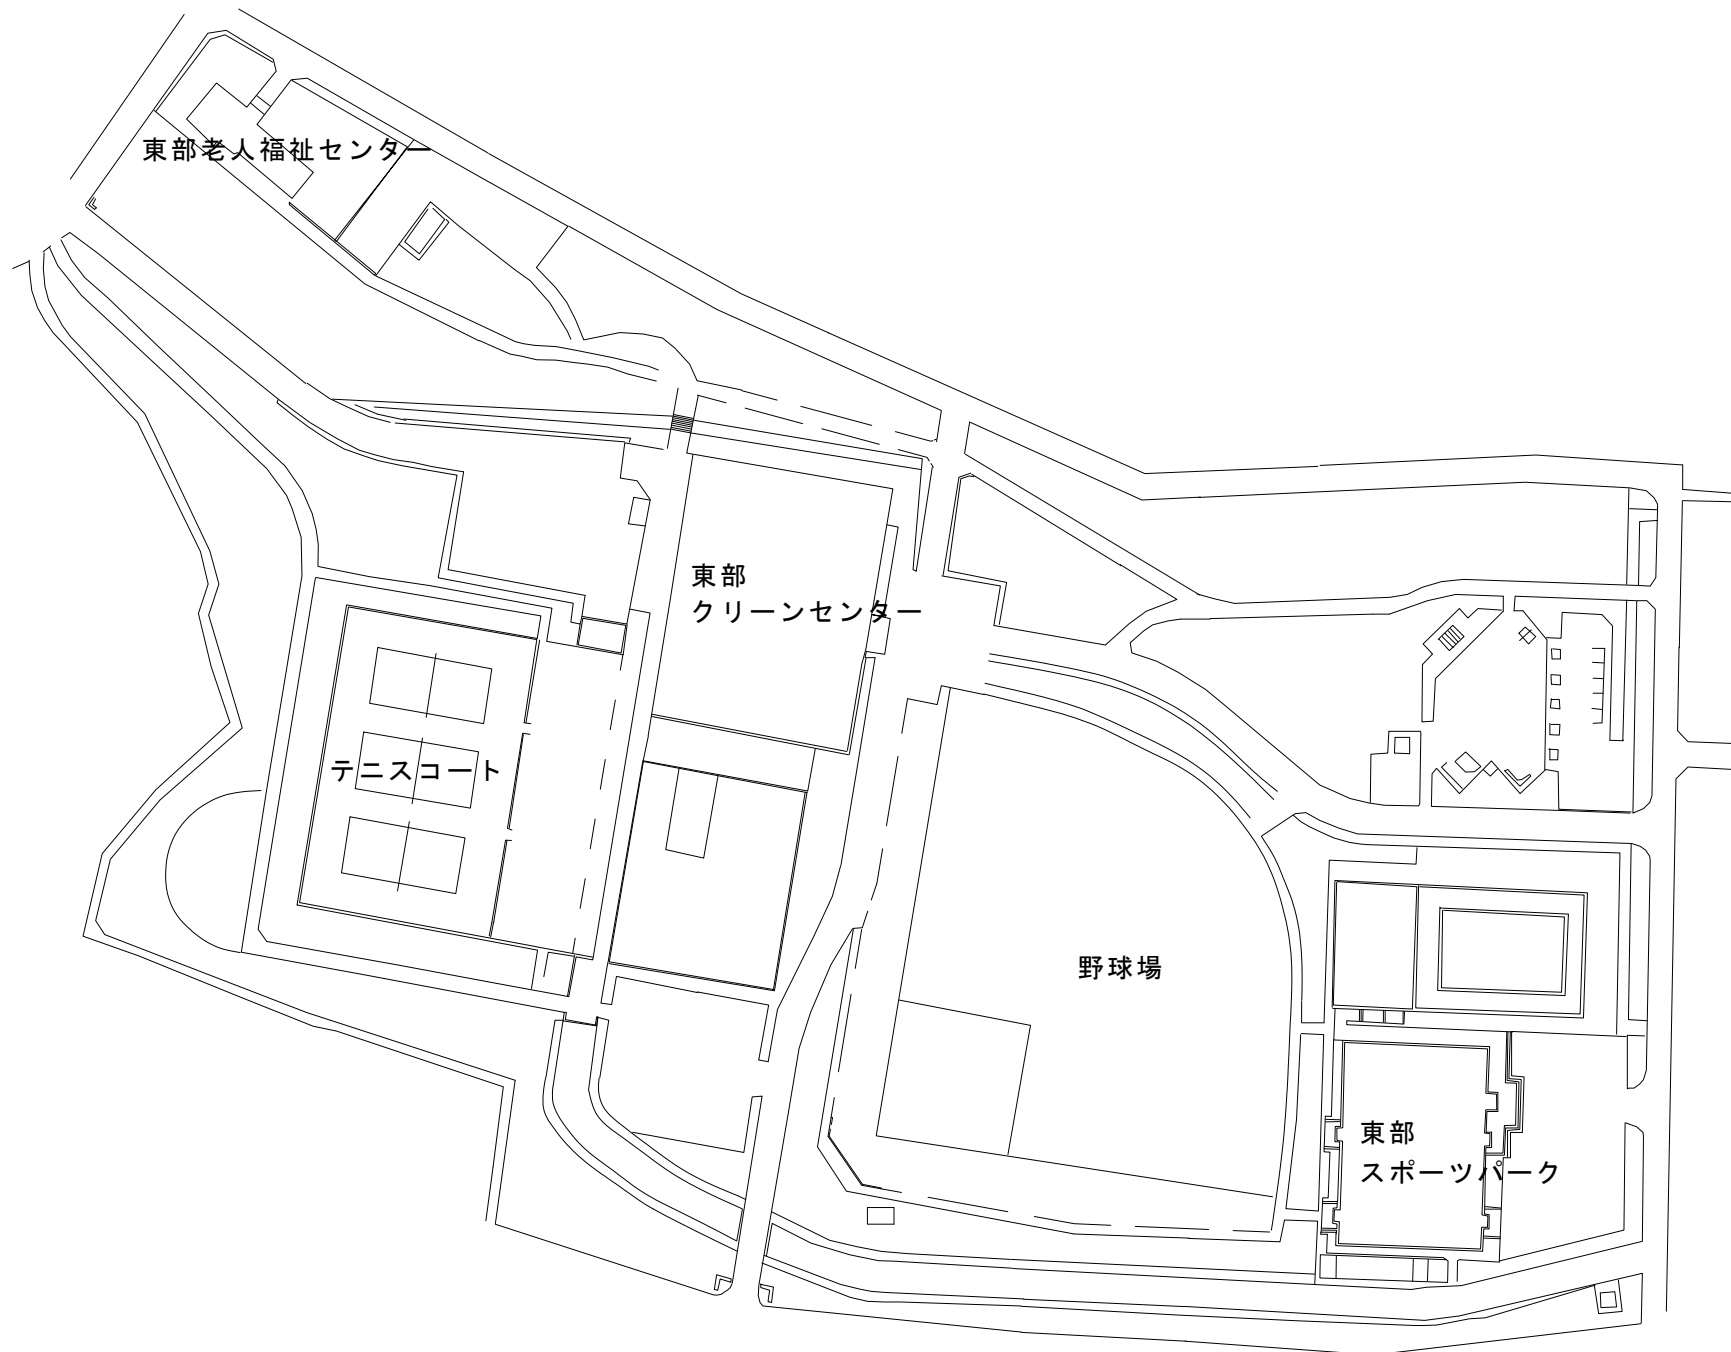 東部老人福祉センター
東部
クリーンセンター
テニスコート
野球場
東部
スポーツパーク